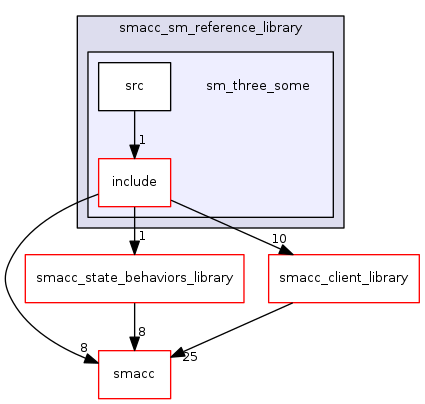 smacc_sm_reference_library
src
sm_three_some
1
include
1
10
smacc_state_behaviors_library
smacc_client_library
8
8
25
smacc